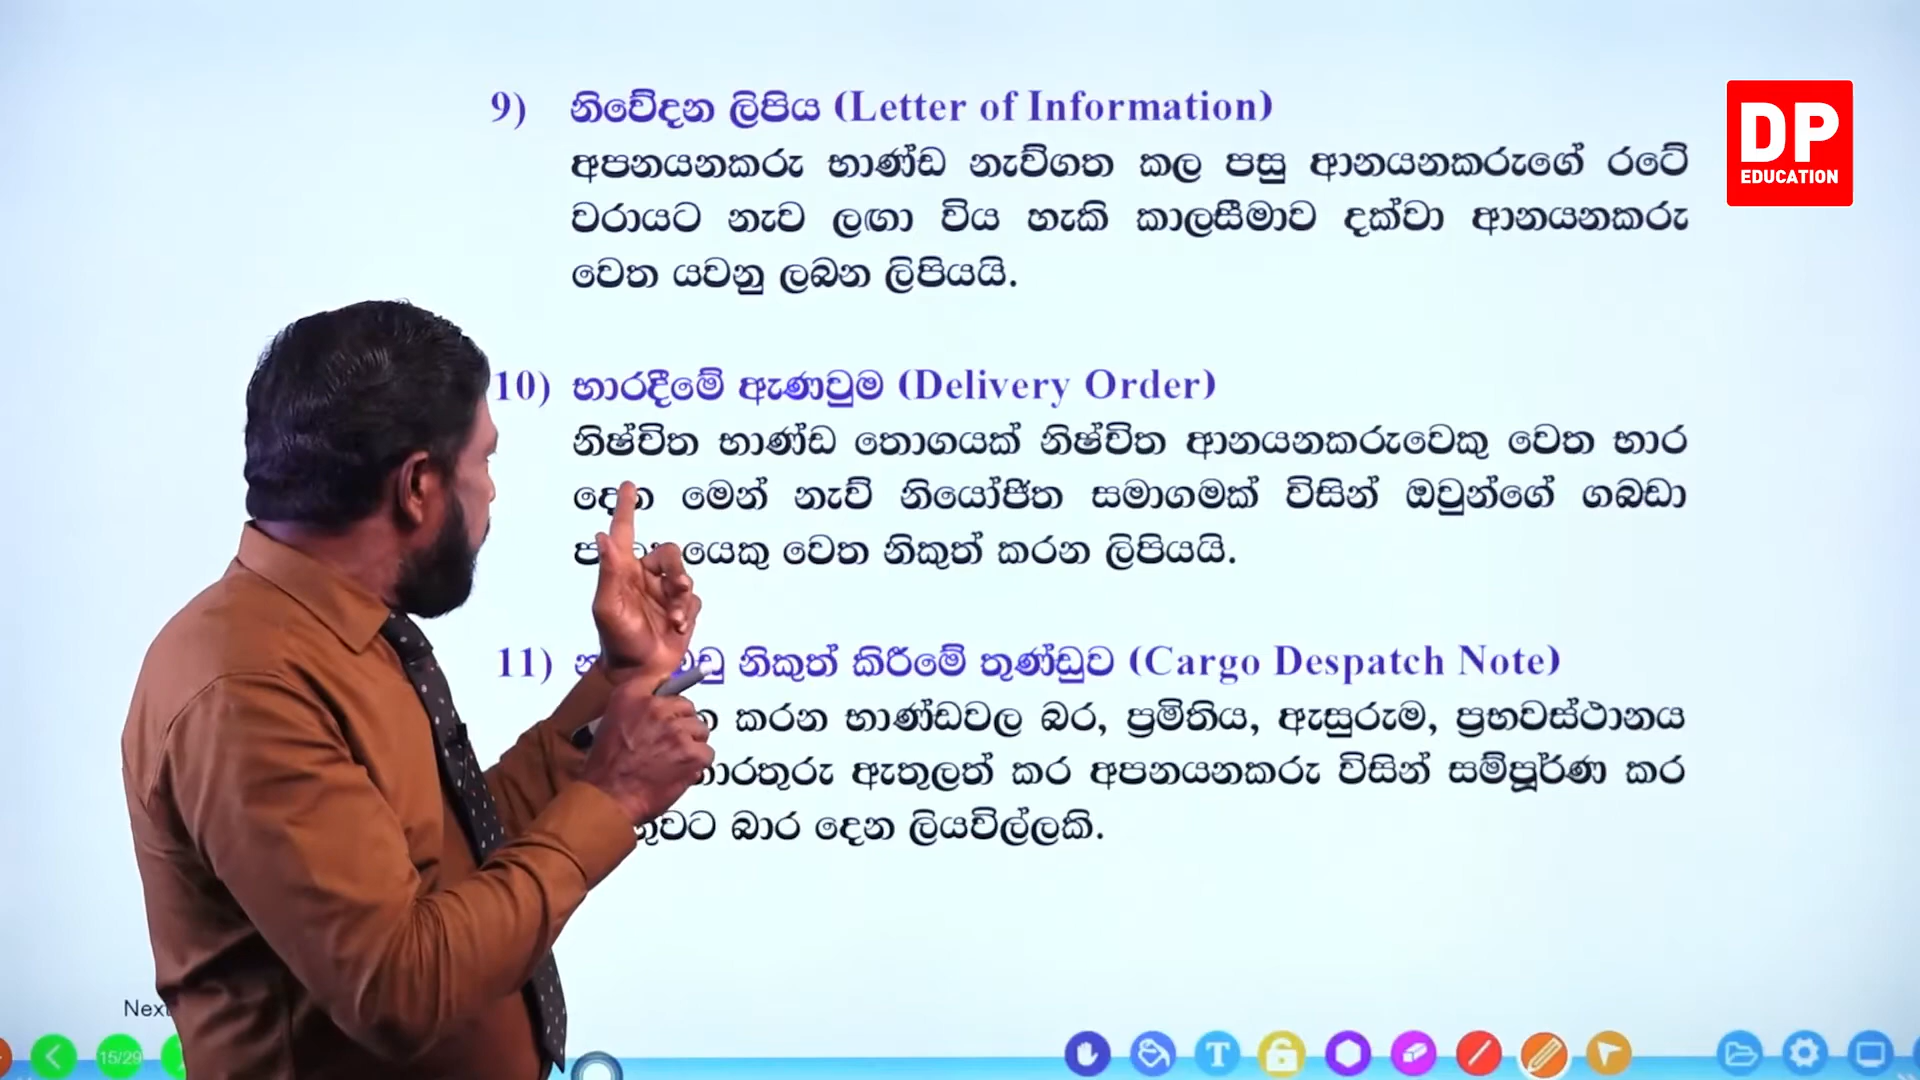 9) නිවේදන ලිපිය (Letter of Information)
අපනයනකරු භාණ්ඩ නැව්ගත කල පසු ආනයනකරුගේ රටේ
වරායට නැව ළඟා විය හැකි කාලසීමාව දක්වා ආනයනකරු
වෙත යවනු ලබන ලිපියයි.
DP
EDUCATION
10) භාරදීමේ ඇණවුම (Delivery Order)
නිෂ්චිත භාණ්ඩ තොගයක් නිෂ්චිත ආනයනකරුවෙකු වෙත භාර
මෙන් නැව් නියෝජිත සමාගමක් විසින් ඔවුන්ගේ ගබඩා
වෙත නිකුත් කරන ලිපියයි.
11) නිකුත් කිරීමේ තුණ්ඩුව (Cargo Despatch Note)
කරන භාණ්ඩවල බර, ප්‍රමිතිය, ඇසුරුම, ප්‍රභවස්ථානය
ඇතුලත් කර අපනයනකරු විසින් සම්පූර්ණ කර
බාර දෙන ලියවිල්ලකි.
Next
15/29
T